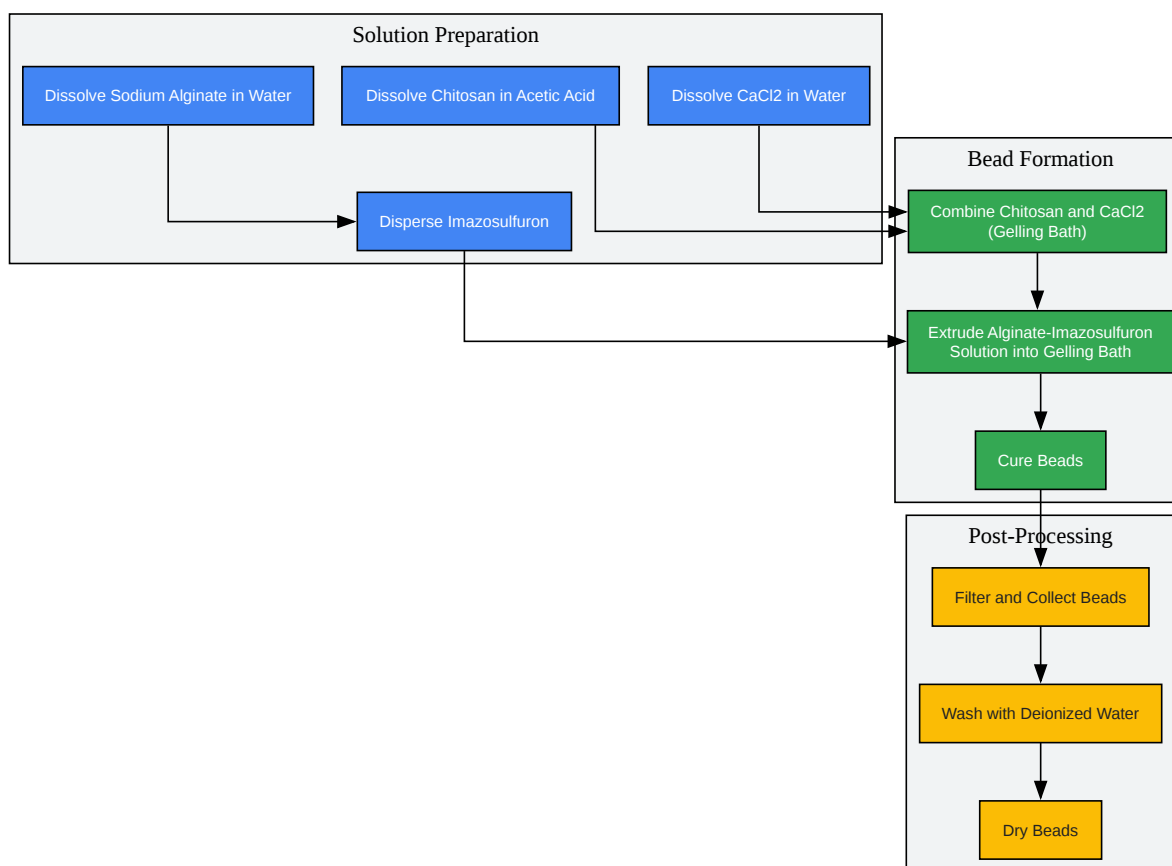 Solution Preparation
Dissolve Sodium Alginate in Water
Dissolve Chitosan in Acetic Acid
Dissolve CaCl2 in Water
Disperse Imazosulfuron
Bead Formation
Combine Chitosan and CaCl2
(Gelling Bath)
Extrude Alginate-Imazosulfuron
Solution into Gelling Bath
Cure Beads
Post-Processing
Filter and Collect Beads
Wash with Deionized Water
Dry Beads